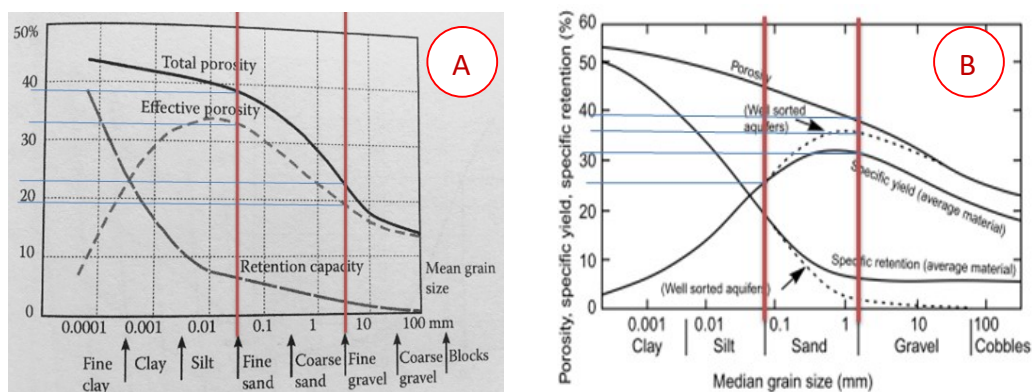 50%
40
30
20
10
0
Total porosity
Effective porosity
Retention capacity
Mean grain
size
0.0001 0.001 0.01 0.1 1 10 100 mm
Fine
clay
Clay
Silt
Fine
sand
Coarse
sand
Fine
gravel
Coarse
gravel
Blocks
A
Porosity, specific yield, specific retention (%)
60
50
40
30
20
10
0
Porosity
(Well sorted
aquifers)
Specific yield (average material)
Specific retention (average material)
(Well sorted aquifers)
0.001 0.01 0.1 1 10 100
Clay | Silt | Sand | Gravel | Cobbles
Median grain size (mm)
B